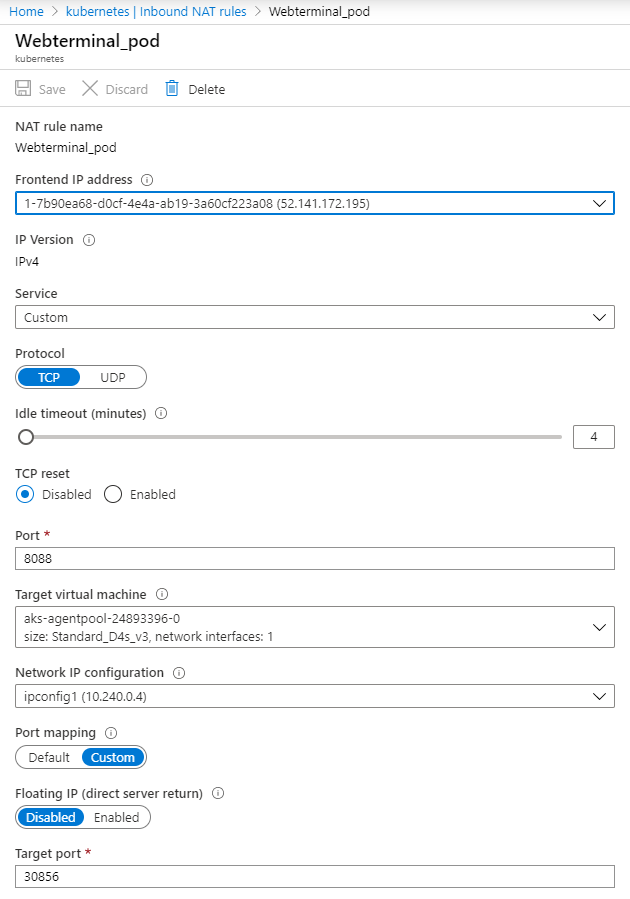 Home > kubernetes | Inbound NAT rules > Webterminal_pod
Webterminal_pod
kubernetes
Save Discard Delete
NAT rule name
Webterminal_pod
Frontend IP address
1-7b90ea68-d0cf-4e4a-ab19-3a60cf223a08 (52.141.172.195)
IP Version
IPv4
Service
Custom
Protocol
TCP UDP
Idle timeout (minutes)
4
TCP reset
Disabled Enabled
Port *
8088
Target virtual machine
aks-agentpool-24893396-0
size: Standard_D4s_v3, network interfaces: 1
Network IP configuration
ipconfig1 (10.240.0.4)
Port mapping
Default Custom
Floating IP (direct server return)
Disabled Enabled
Target port *
30856